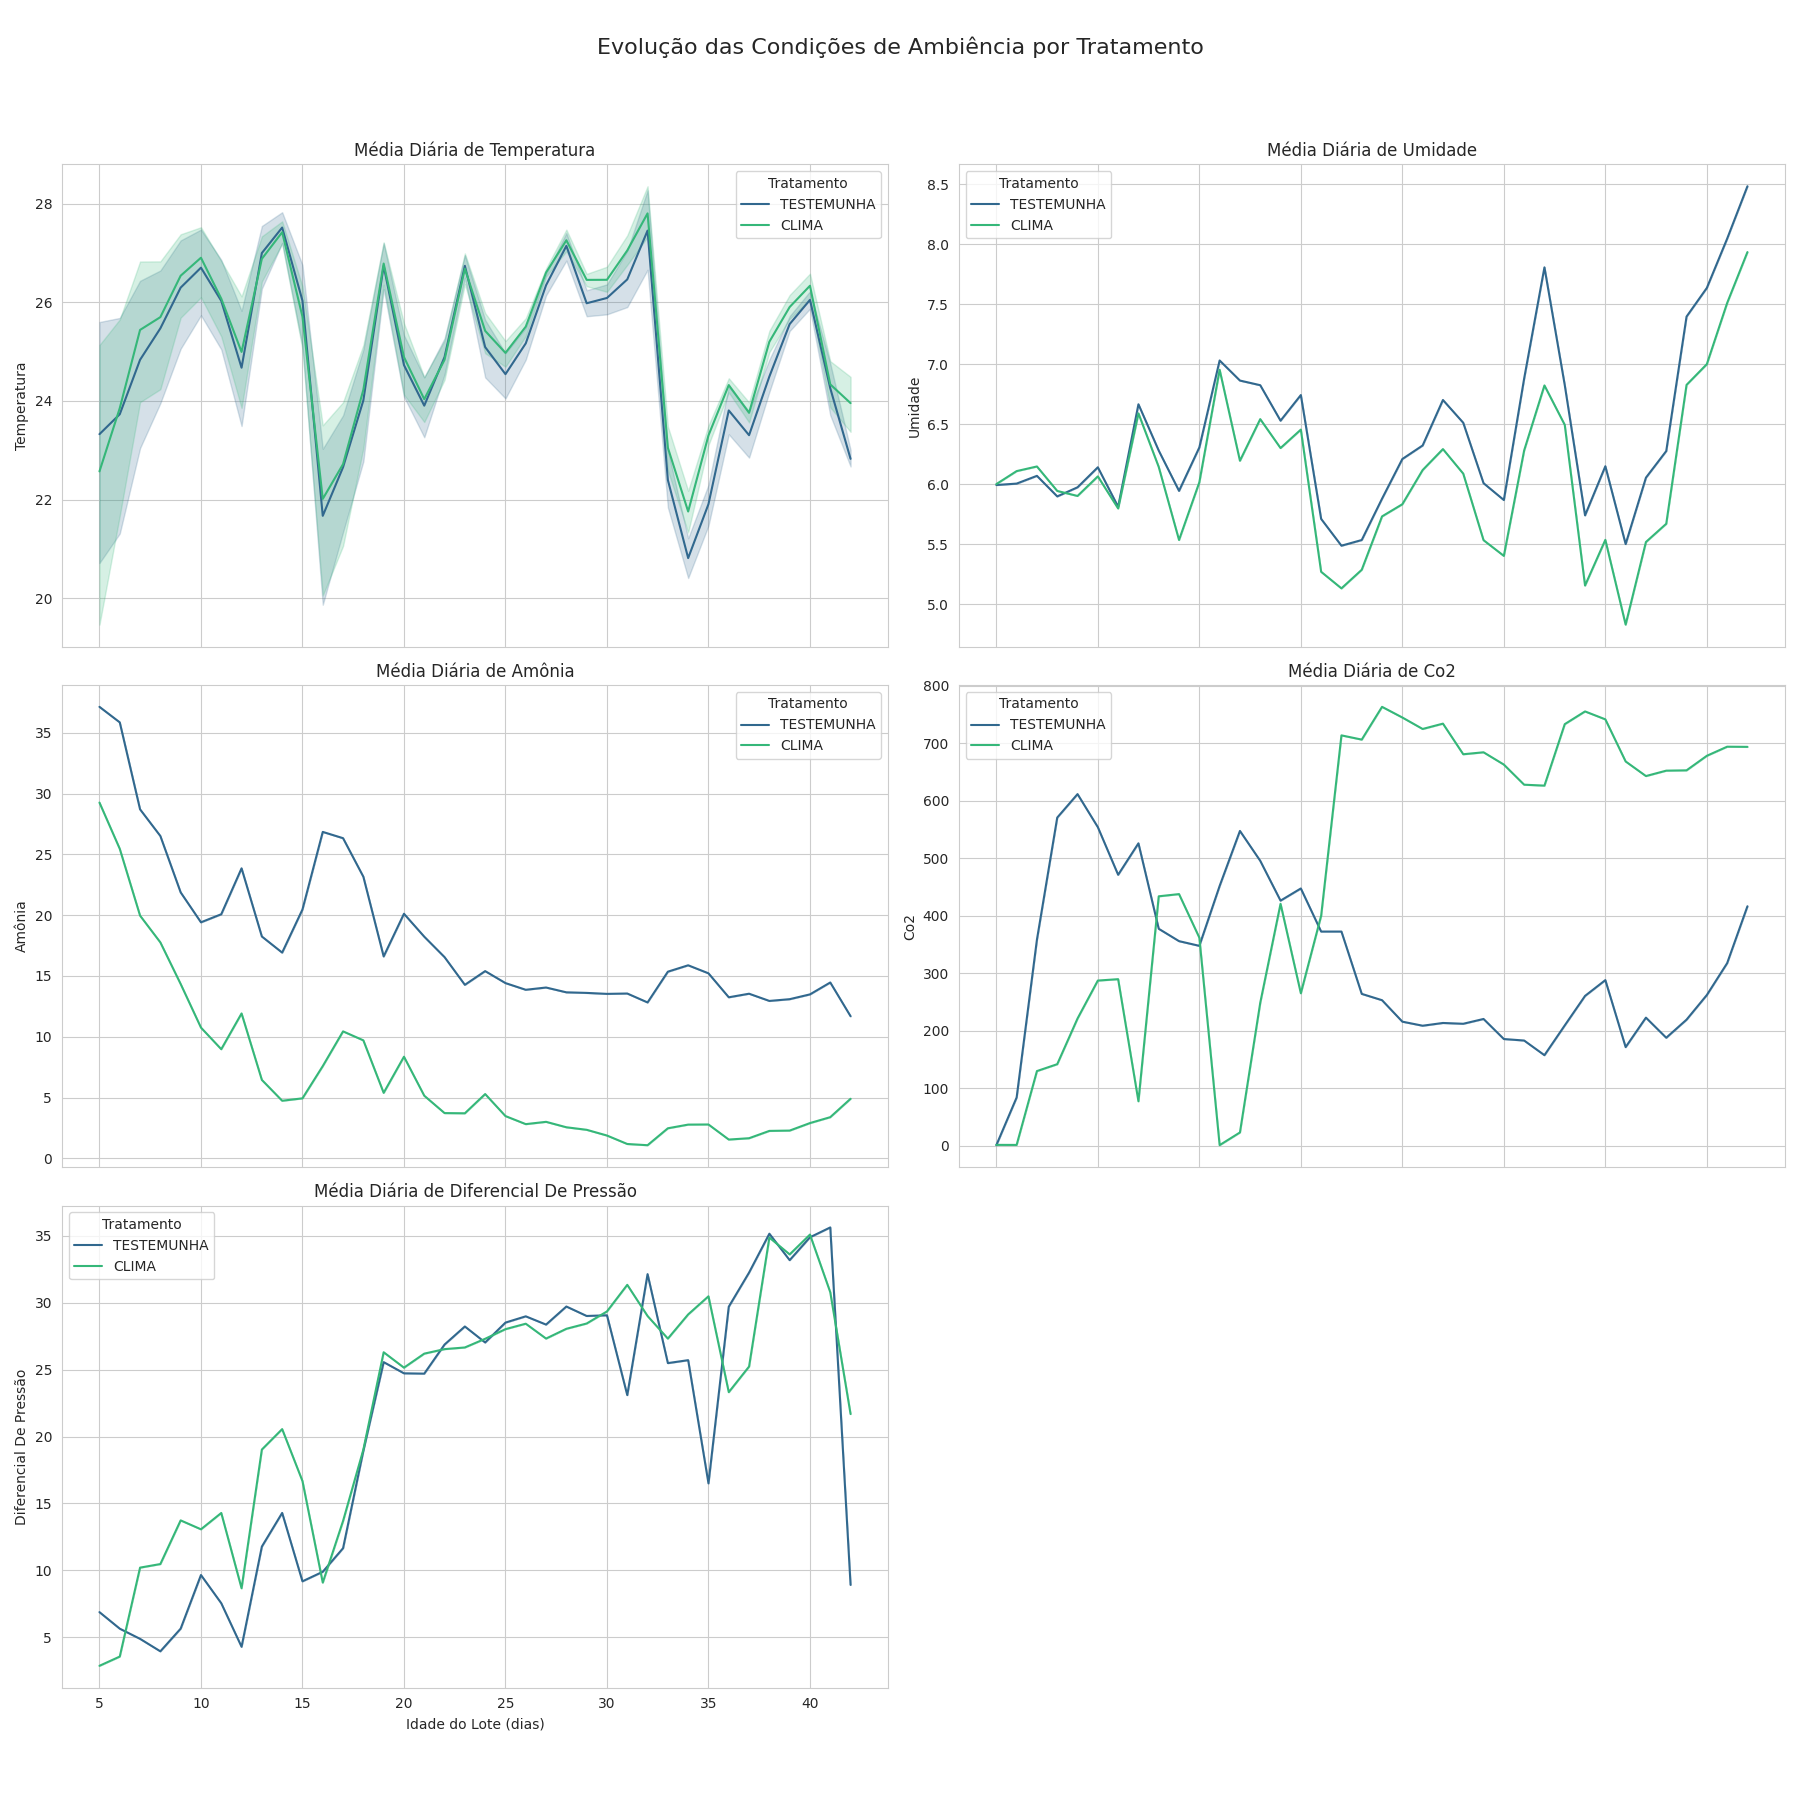 Evolução das Condições de Ambiência por Tratamento
Média Diária de Temperatura
Temperatura
28
26
24
22
20
Tratamento
TESTEMUNHA
CLIMA
Média Diária de Umidade
Umidade
8.5
8.0
7.5
7.0
6.5
6.0
5.5
5.0
Tratamento
TESTEMUNHA
CLIMA
Média Diária de Amônia
Amônia
35
30
25
20
15
10
5
0
Tratamento
TESTEMUNHA
CLIMA
Média Diária de Co2
Co2
800
700
600
500
400
300
200
100
0
Tratamento
TESTEMUNHA
CLIMA
Média Diária de Diferencial De Pressão
Diferencial De Pressão
35
30
25
20
15
10
5
Tratamento
TESTEMUNHA
CLIMA
5 10 15 20 25 30 35 40
Idade do Lote (dias)